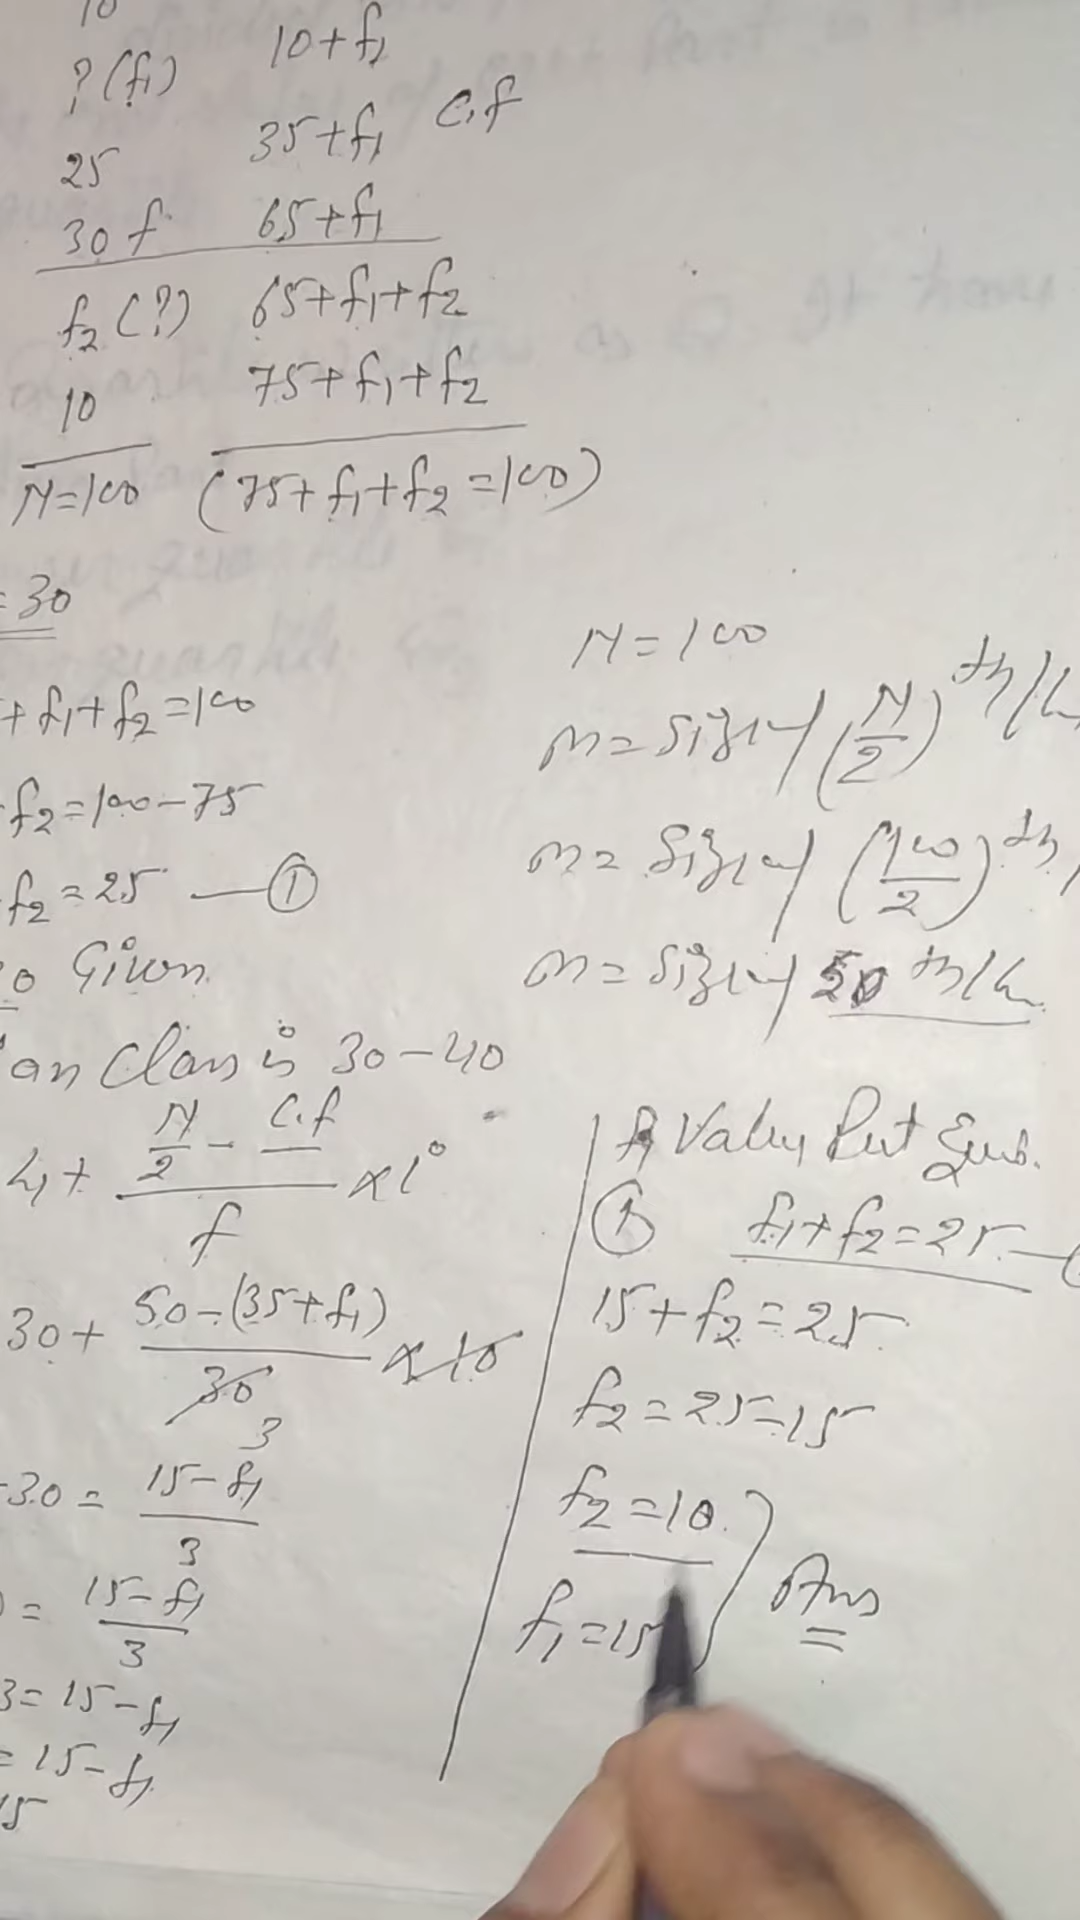 10
? (f₁) 10+f₁
25 35+f₁ C.f
30 f 65+f₁
f₂ (?) 65+f₁+f₂
10 75+f₁+f₂
N=100 (75+f₁+f₂=100)
=30
+f₁+f₂=100
f₂=100-75
f₂=25 — ①
0 Given
an Class is 30-40
L₁+ (N/2 - C.f)/f ×i
30+ (50-(35+f₁))/30 ×10
3
-30 = (15-f₁)/3
= (15-f₁)/3
3=15-f₁
=15-f₁
15
N=100
m= Size of (N/2)th
m= Size of (100/2)th
m= Size of 50th
f₁ Value Put
① f₁+f₂=25
15+f₂=25
f₂=25-15
f₂=10
f₁=15
Ans